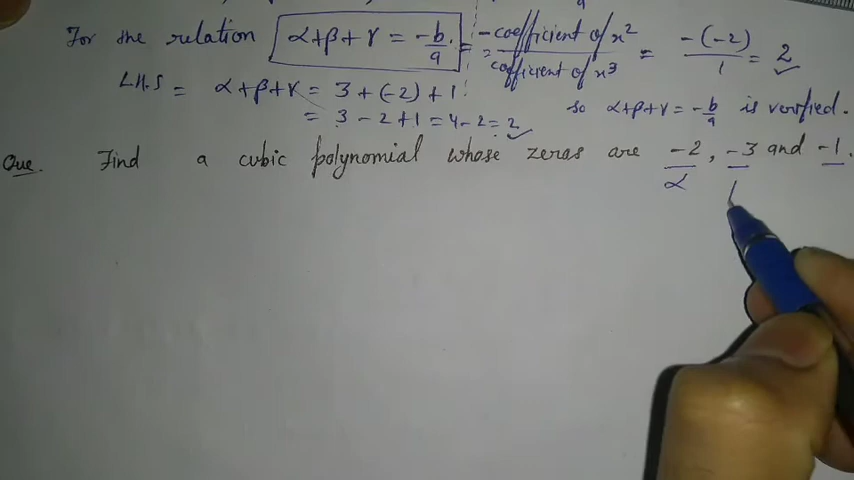 For the relation α+β+γ = -b/a = -coefficient of x² / coefficient of x³ = -(-2)/1 = 2 ✓
L.H.S = α+β+γ = 3 + (-2) + 1
= 3 - 2 + 1 = 4 - 2 = 2 ✓ so α+β+γ = -b/a is verified.
Que. Find a cubic polynomial whose zeras are -2, -3 and -1.
α